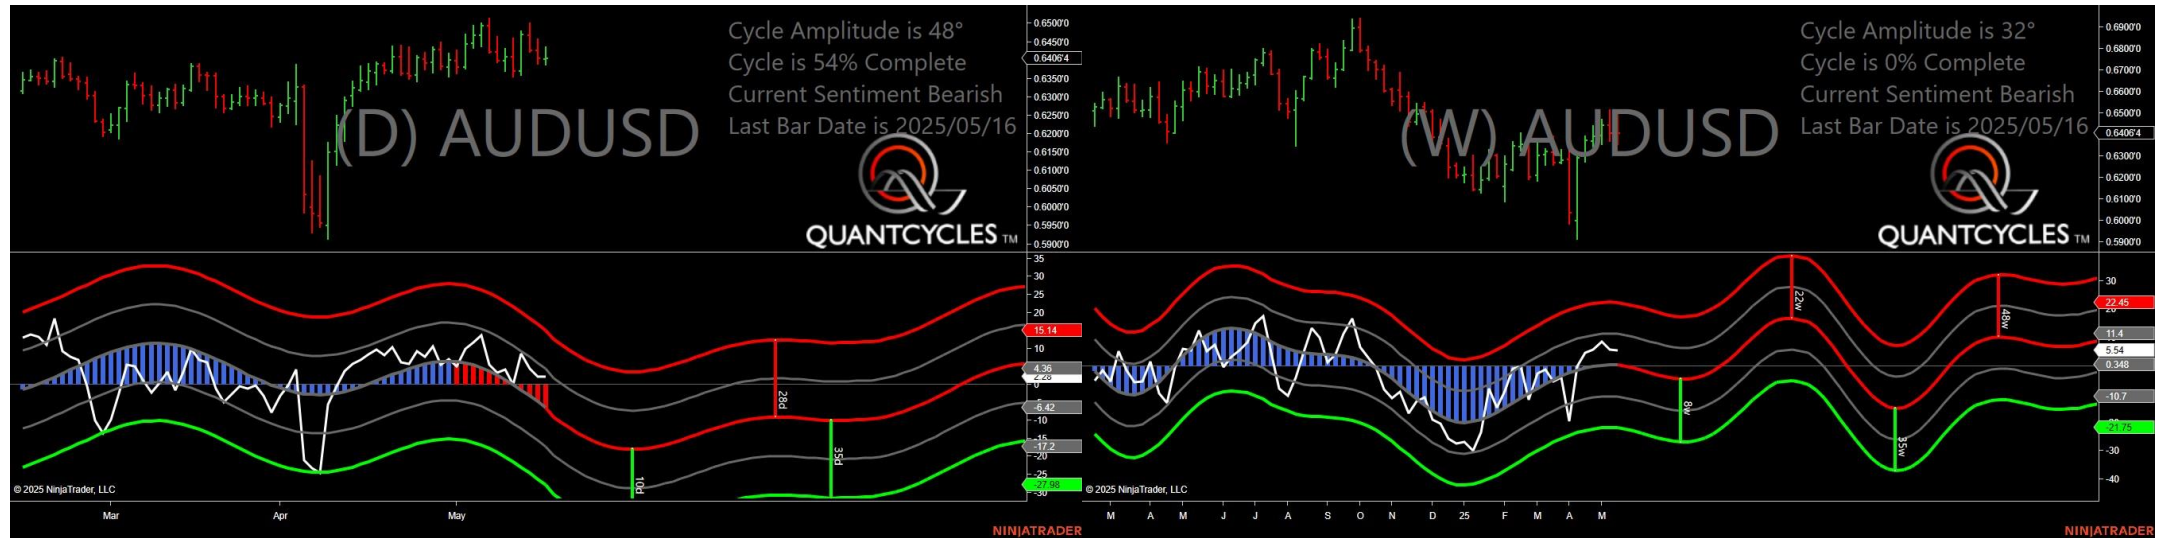 Cycle Amplitude is 48°
Cycle is 54% Complete
Current Sentiment Bearish
Last Bar Date is 2025/05/16
(D) AUDUSD
QUANTCYCLES TM
0.6500'0
0.6450'0
0.6406'4
0.6350'0
0.6300'0
0.6250'0
0.6200'0
0.6150'0
0.6100'0
0.6050'0
0.6000'0
0.5950'0
0.5900'0
35
30
25
20
15.14
10
4.36
2.28
0
-6.42
-10
-15
-17.2
-20
-25
-27.98
-30
28d
35d
10d
© 2025 NinjaTrader, LLC
Mar
Apr
May
NINJATRADER
Cycle Amplitude is 32°
Cycle is 0% Complete
Current Sentiment Bearish
Last Bar Date is 2025/05/16
(W) AUDUSD
QUANTCYCLES TM
0.6900'0
0.6800'0
0.6700'0
0.6600'0
0.6500'0
0.6406'4
0.6300'0
0.6200'0
0.6100'0
0.6000'0
0.5900'0
30
22.45
11.4
5.54
0.348
-10.7
-21.75
-30
-40
22w
48w
8w
35w
© 2025 NinjaTrader, LLC
M
A
M
J
J
A
S
O
N
D
25
F
M
A
M
NINJATRADER